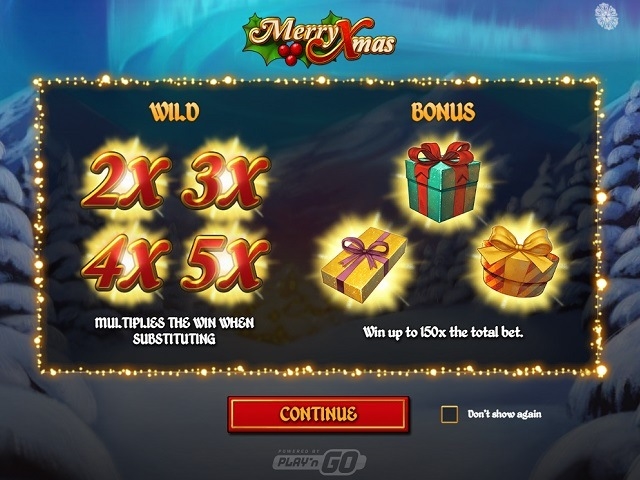 Merry Xmas
WILD
BONUS
2X 3X
4X 5X
MULTIPLIES THE WIN WHEN
SUBSTITUTING
Win up to 150x the total bet.
CONTINUE
Don't show again
POWERED BY
PLAY'n GO